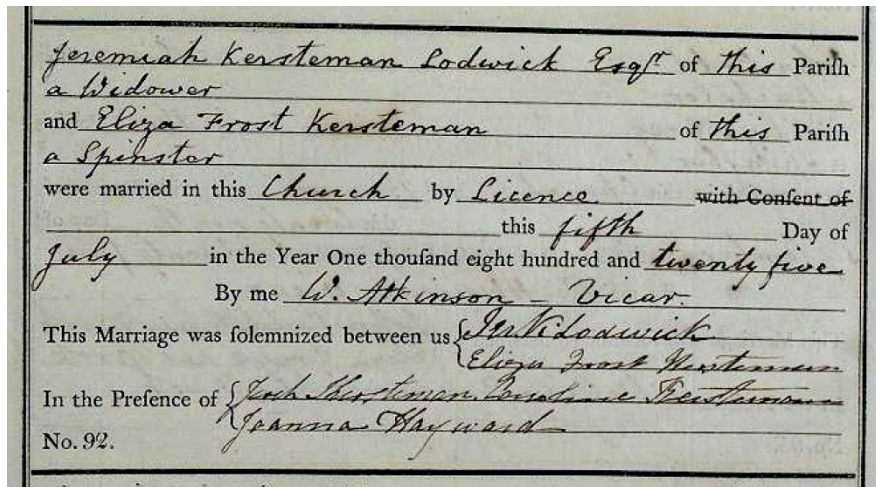 Jeremiah Kersteman Lodwick Esqr. of this Parish
a Widower
and Eliza Frost Kersteman of this Parish
a Spinster
were married in this Church by Licence with Consent of
this fifth Day of
July in the Year One thousand eight hundred and twenty five
By me W. Atkinson – Vicar.
This Marriage was solemnized between us { Jer K Lodwick
Eliza Frost Kersteman
In the Presence of { Jerh Kersteman Caroline Kersteman
Joanna Hayward
No. 92.